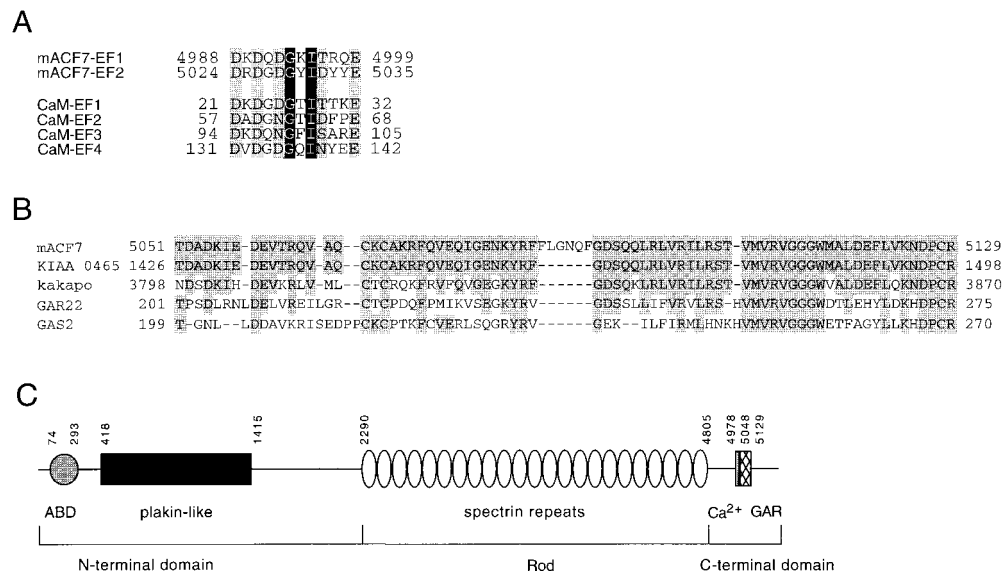 A
mACF7-EF1 4988 DKDQDGKITRQE 4999
mACF7-EF2 5024 DRDGDGYIDYYE 5035
CaM-EF1 21 DKDGDGTITTKE 32
CaM-EF2 57 DADGNGTIDFPE 68
CaM-EF3 94 DKDQNGFISARE 105
CaM-EF4 131 DVDGDGQINYEE 142
B
mACF7 5051 TDADKIE-DEVTRQV-AQ--CKCAKRFQVEQIGENKYRFFLGNQFGDSQQLRLVRILRST-VMVRVGGGWMALDEFLVKNDPCR 5129
KIAA 0465 1426 TDADKIE-DEVTRQV-AQ--CKCAKRFQVEQIGENKYRF------GDSQQLRLVRILRST-VMVRVGGGWMALDEFLVKNDPCR 1498
kakapo 3798 NDSDKIH-DEVKRLV-ML--CTCRQKFRVFQVGEGKYRF------GDSQKLRLVRILRST-VMVRVGGGWVALDEFLQKNDPCR 3870
GAR22 201 TPSDLRNLDELVREILGR--CTCPDQFPMIKVSEGKYRV------GDSSLLIFVRVLRS-HVMVRVGGGWDTLEHYLDKHDPCR 275
GAS2 199 T-GNL--LDDAVKRISEDPPCKCPTKFCVERLSQGRYRV------GEK--ILFIRMLHNKHVMVRVGGGWETFAGYLLKHDPCR 270
C
74 293 418 1415 2290 4805 4978 5048 5129
ABD plakin-like spectrin repeats Ca2+ GAR
N-terminal domain Rod C-terminal domain